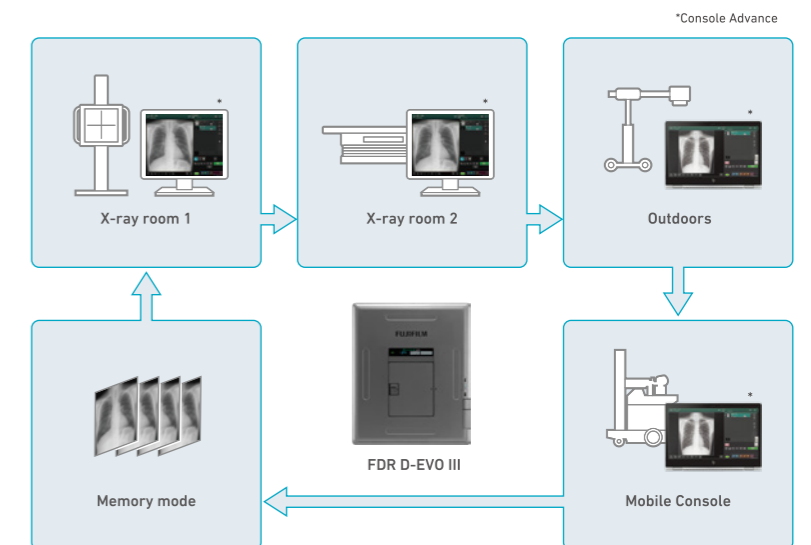 *Console Advance
*
*
*
X-ray room 1
X-ray room 2
Outdoors
FUJIFILM
*
FDR D-EVO III
Memory mode
Mobile Console